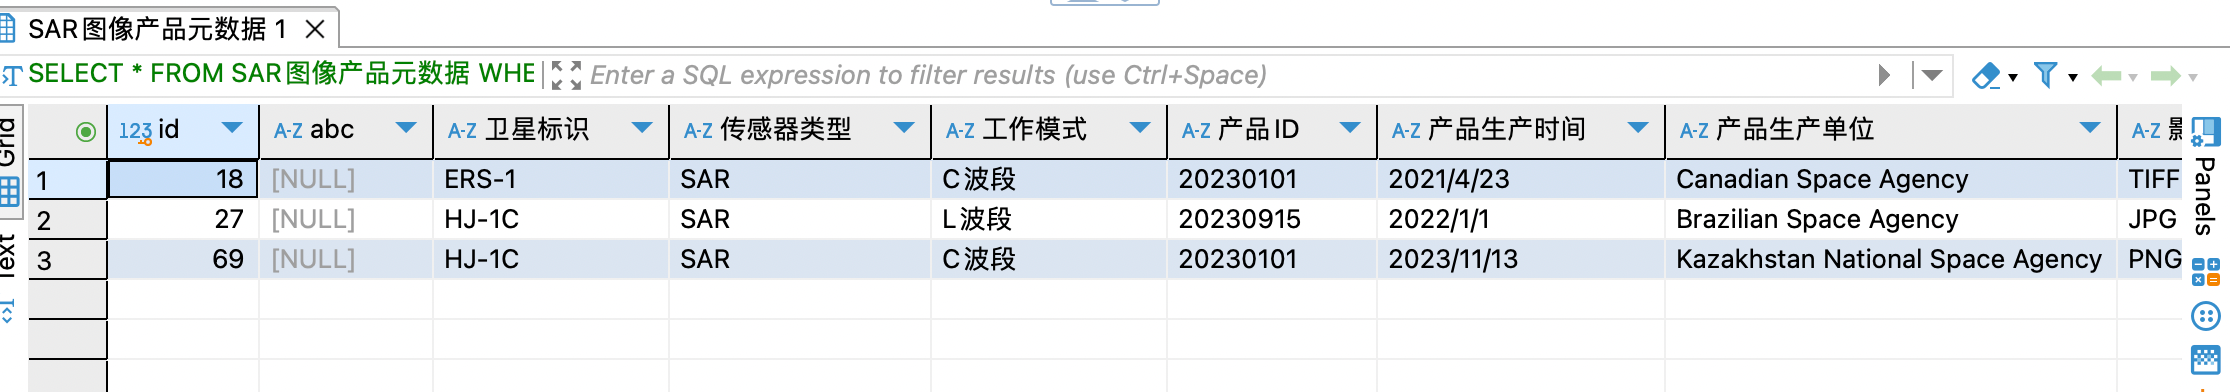 SAR图像产品元数据 1
SELECT * FROM SAR图像产品元数据 WHE Enter a SQL expression to filter results (use Ctrl+Space)
Grid
Text
123 id A-Z abc A-Z 卫星标识 A-Z 传感器类型 A-Z 工作模式 A-Z 产品ID A-Z 产品生产时间 A-Z 产品生产单位 A-Z
1 18 [NULL] ERS-1 SAR C波段 20230101 2021/4/23 Canadian Space Agency TIFF
2 27 [NULL] HJ-1C SAR L波段 20230915 2022/1/1 Brazilian Space Agency JPG
3 69 [NULL] HJ-1C SAR C波段 20230101 2023/11/13 Kazakhstan National Space Agency PNG
Panels